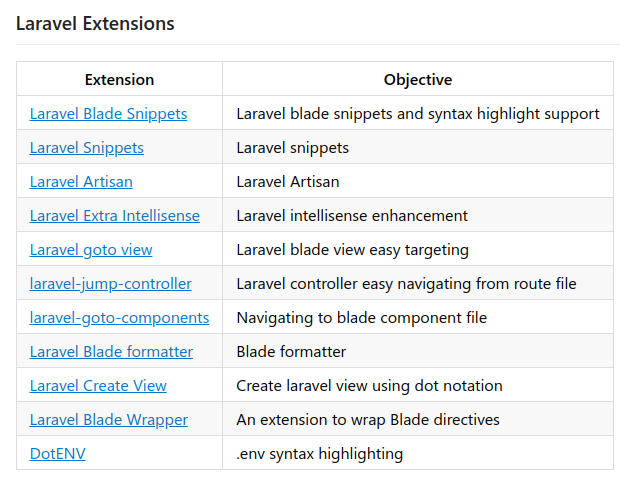 Laravel Extensions
Extension Objective
Laravel Blade Snippets Laravel blade snippets and syntax highlight support
Laravel Snippets Laravel snippets
Laravel Artisan Laravel Artisan
Laravel Extra Intellisense Laravel intellisense enhancement
Laravel goto view Laravel blade view easy targeting
laravel-jump-controller Laravel controller easy navigating from route file
laravel-goto-components Navigating to blade component file
Laravel Blade formatter Blade formatter
Laravel Create View Create laravel view using dot notation
Laravel Blade Wrapper An extension to wrap Blade directives
DotENV .env syntax highlighting